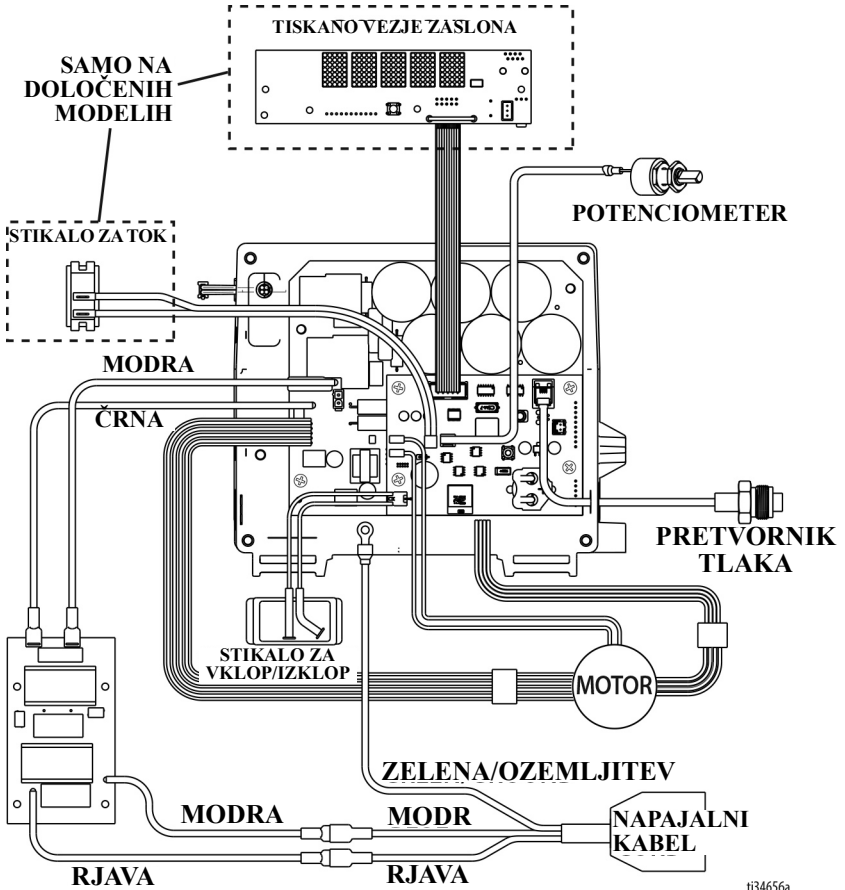 TISKANO VEZJE ZASLONA
SAMO NA
DOLOČENIH
MODELIH
POTENCIOMETER
STIKALO ZA TOK
MODRA
ČRNA
PRETVORNIK
TLAKA
STIKALO ZA
VKLOP/IZKLOP
MOTOR
ZELENA/OZEMLJITEV
MODRA
MODR
NAPAJALNI
KABEL
RJAVA
RJAVA
ti34656a